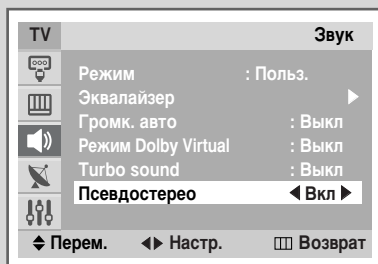 TV Звук
Режим : Польз.
Эквалайзер
Громк. авто : Выкл
Режим Dolby Virtual : Выкл
Turbo sound : Выкл
Псевдостерео Вкл
Перем. Настр. Возврат